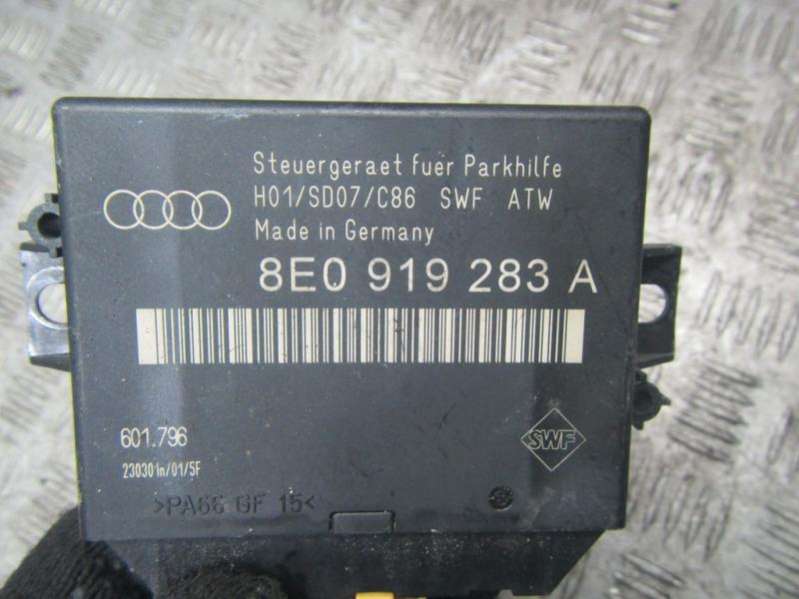 Steuergeraet fuer Parkhilfe
H01/SD07/C86 SWF ATW
Made in Germany
8E0 919 283 A
601.796
230301n/01/5F
SWF
>PA66 GF 15<